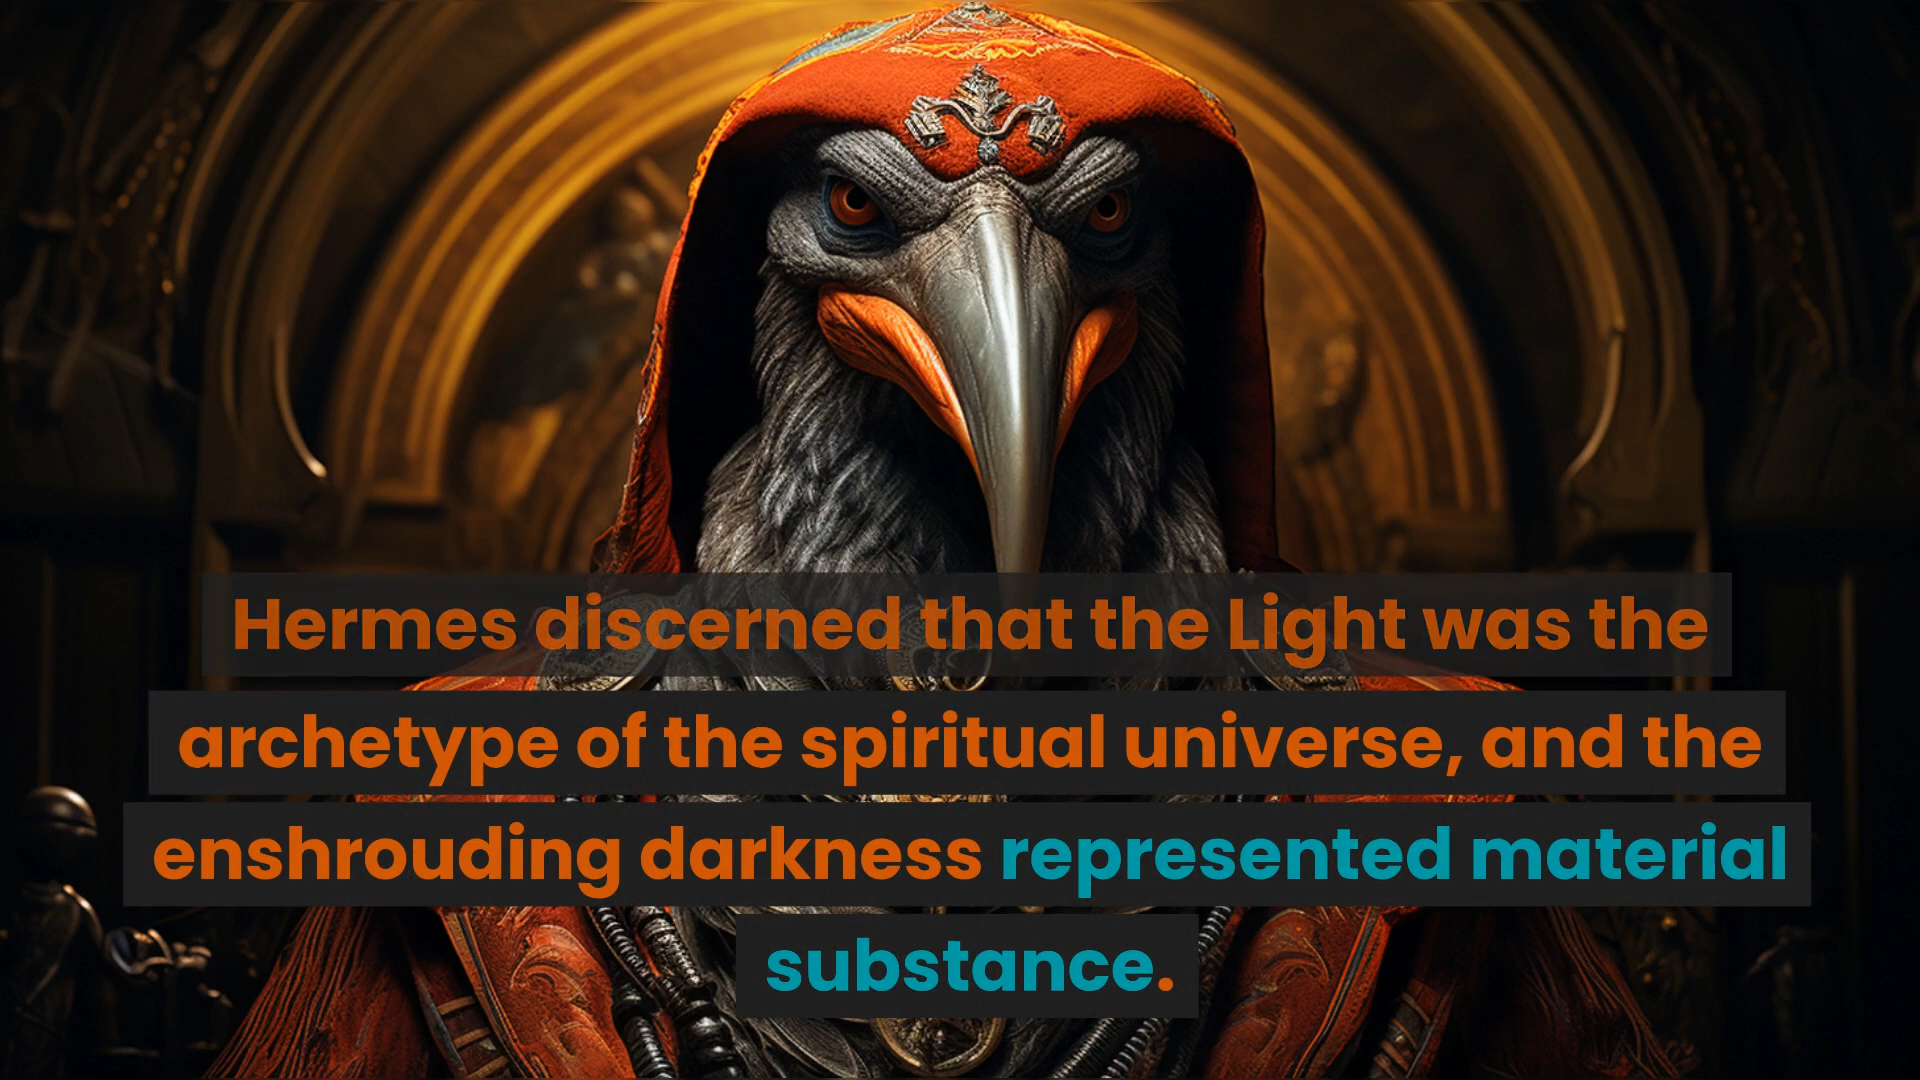 Hermes discerned that the Light was the
archetype of the spiritual universe, and the
enshrouding darkness represented material
substance.